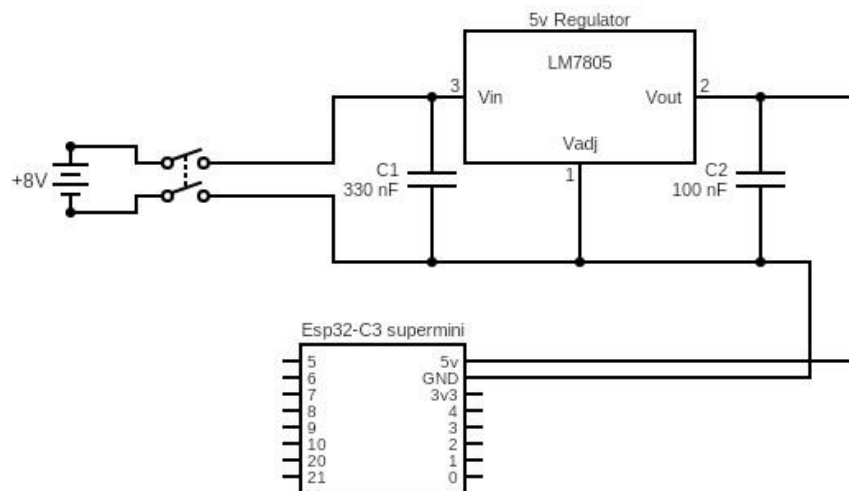 5v Regulator
LM7805
3
Vin
Vout
2
Vadj
1
+8V
C1
330 nF
C2
100 nF
Esp32-C3 supermini
5
5v
6
GND
7
3v3
8
4
9
3
10
2
20
1
21
0